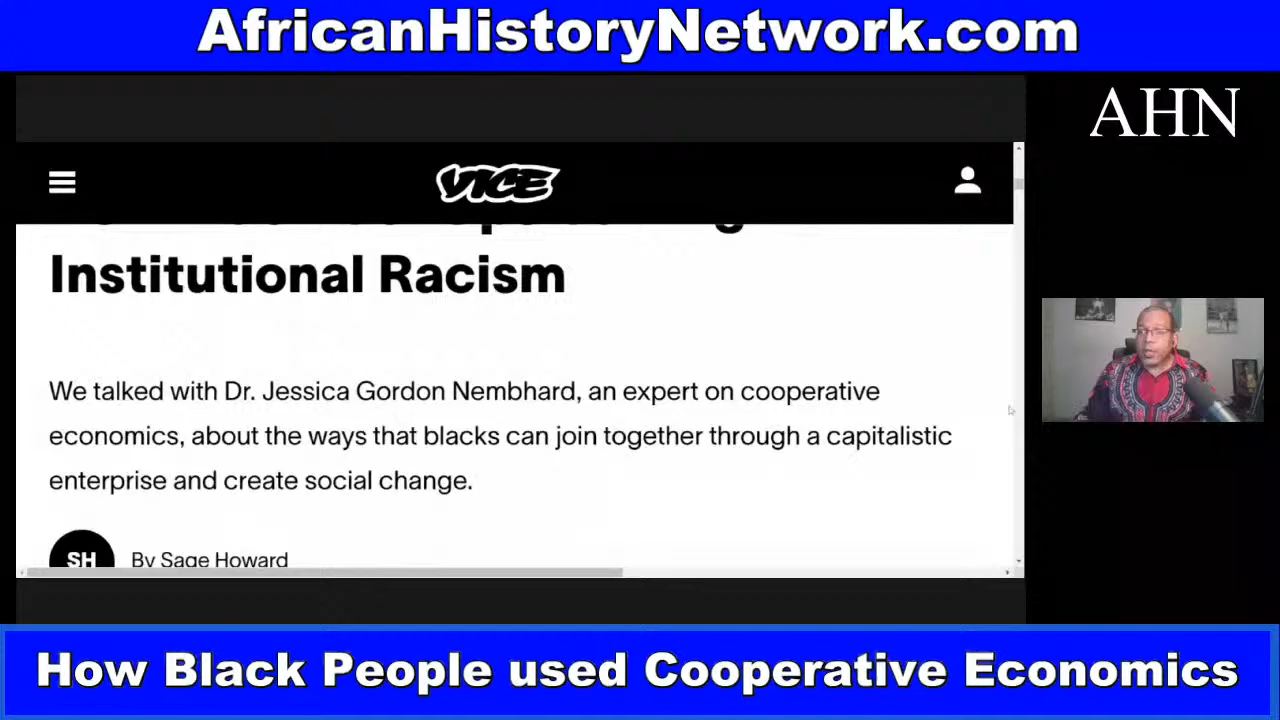 AfricanHistoryNetwork.com
AHN
VICE
Institutional Racism
We talked with Dr. Jessica Gordon Nembhard, an expert on cooperative
economics, about the ways that blacks can join together through a capitalistic
enterprise and create social change.
SH
By Sage Howard
How Black People used Cooperative Economics